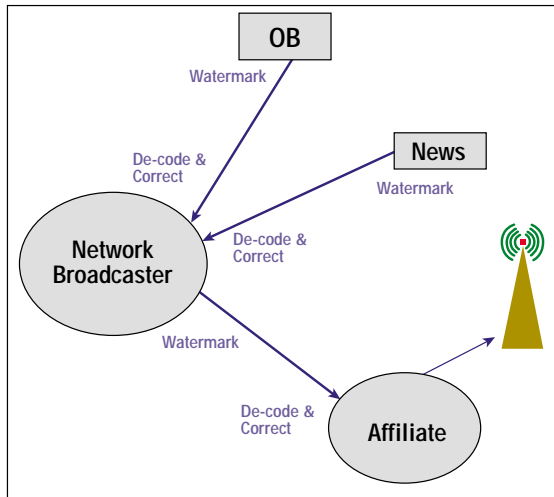 OB
Watermark
De-code &
Correct
News
Watermark
De-code &
Correct
Network
Broadcaster
Watermark
De-code &
Correct
Affiliate